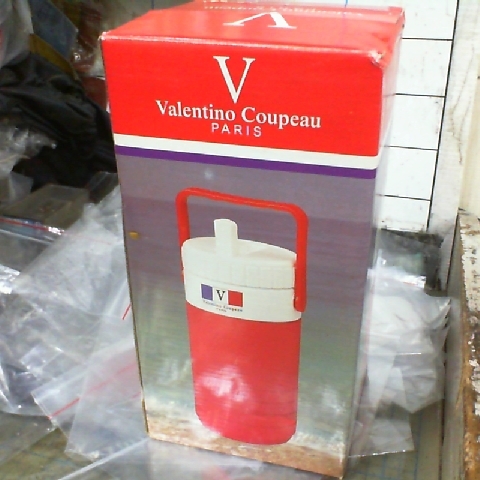 V
Valentino Coupeau
PARIS
V
Valentino Coupeau